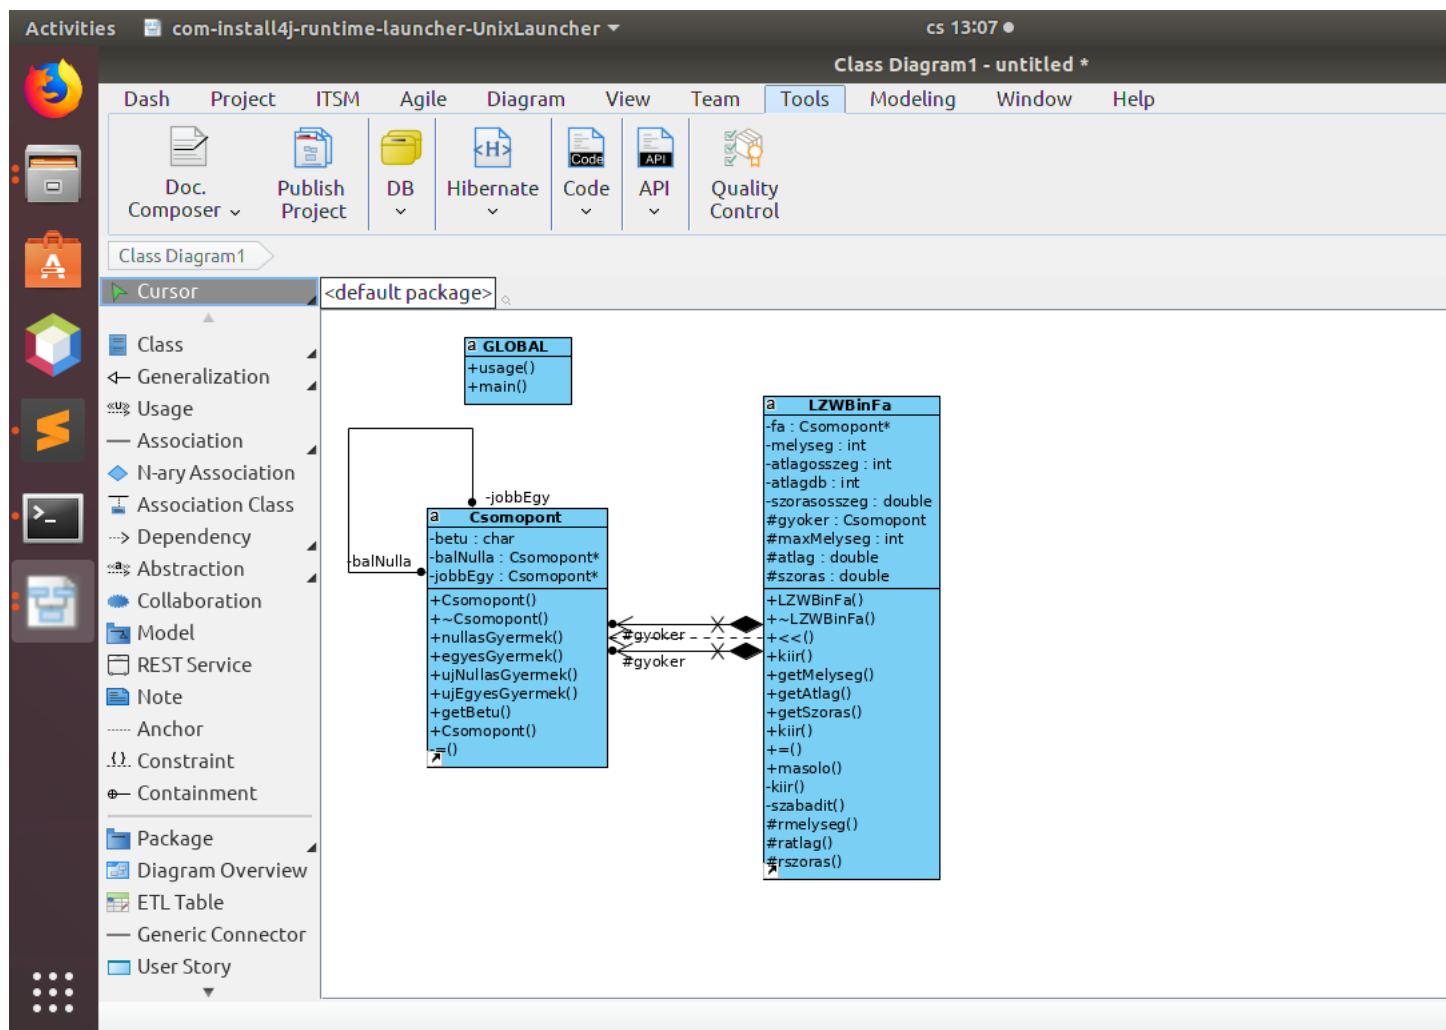 Activities com-install4j-runtime-launcher-UnixLauncher cs 13:07
Class Diagram1 - untitled *
Dash Project ITSM Agile Diagram View Team Tools Modeling Window Help
Doc. Composer
Publish Project
DB
<H>
Hibernate
Code
Code
API
API
Quality Control
Class Diagram1
Cursor
<default package>
Class
Generalization
«U» Usage
Association
N-ary Association
Association Class
Dependency
«a» Abstraction
Collaboration
Model
REST Service
Note
Anchor
{} Constraint
Containment
Package
Diagram Overview
ETL Table
Generic Connector
User Story
a GLOBAL
+usage()
+main()
-jobbEgy
-balNulla
a Csomopont
-betu : char
-balNulla : Csomopont*
-jobbEgy : Csomopont*
+Csomopont()
+~Csomopont()
+nullasGyermek()
+egyesGyermek()
+ujNullasGyermek()
+ujEgyesGyermek()
+getBetu()
+Csomopont()
-=()
#gyoker
#gyoker
a LZWBinFa
-fa : Csomopont*
-melyseg : int
-atlagosszeg : int
-atlagdb : int
-szorasosszeg : double
#gyoker : Csomopont
#maxMelyseg : int
#atlag : double
#szoras : double
+LZWBinFa()
+~LZWBinFa()
+<<()
+kiir()
+getMelyseg()
+getAtlag()
+getSzoras()
+kiir()
+=()
+masolo()
-kiir()
-szabadit()
#rmelyseg()
#ratlag()
#rszoras()